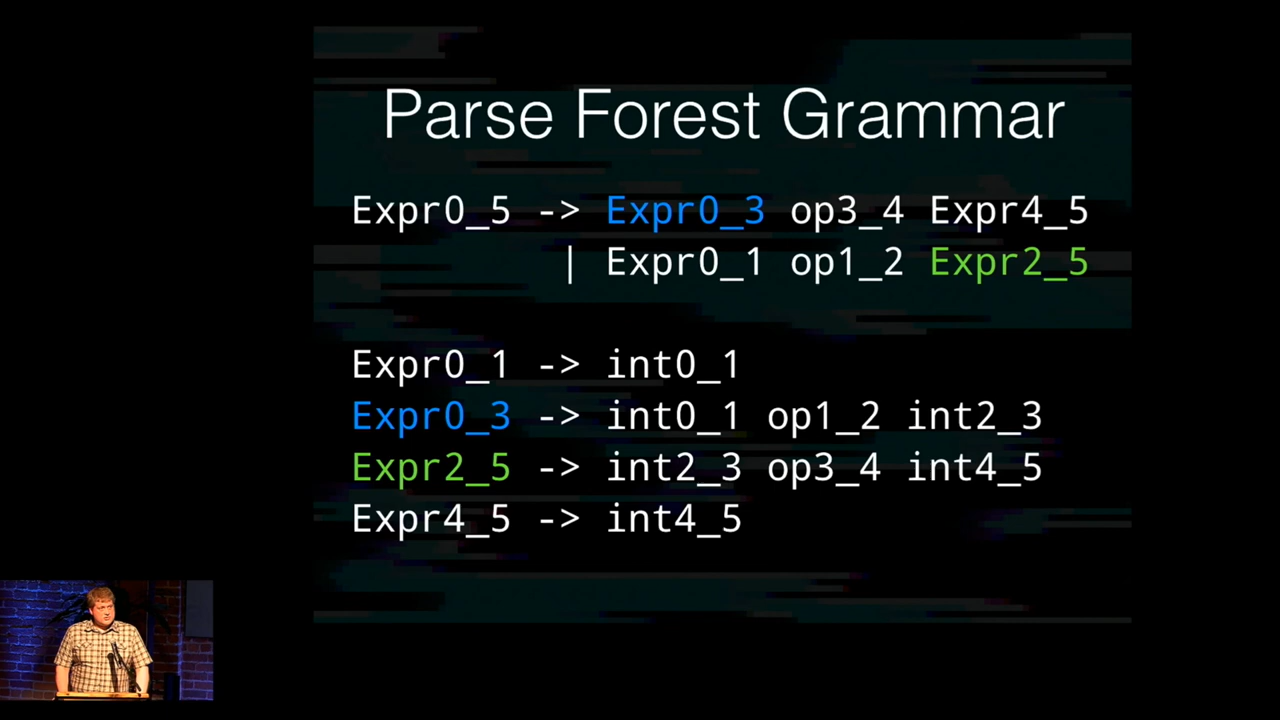 Parse Forest Grammar
Expr0_5 -> Expr0_3 op3_4 Expr4_5
| Expr0_1 op1_2 Expr2_5
Expr0_1 -> int0_1
Expr0_3 -> int0_1 op1_2 int2_3
Expr2_5 -> int2_3 op3_4 int4_5
Expr4_5 -> int4_5